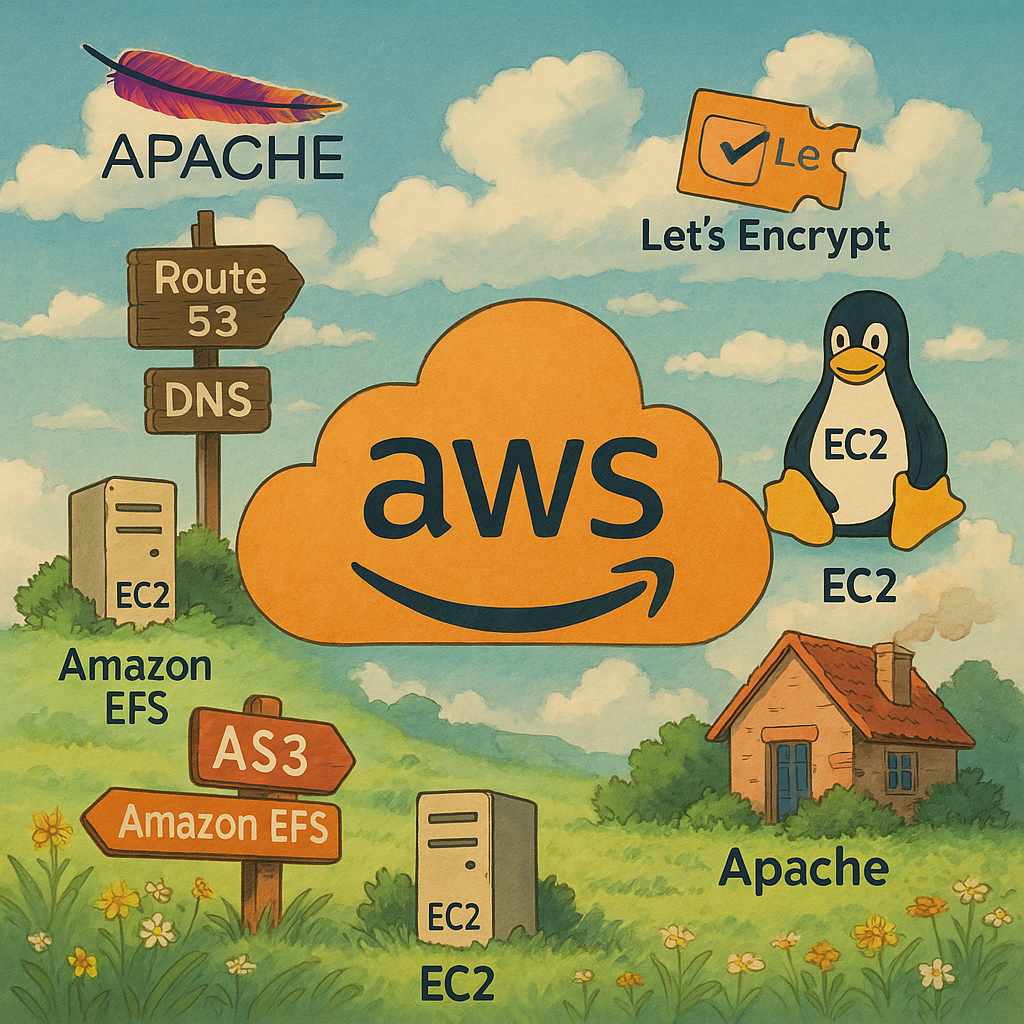 APACHE
Le
Let's Encrypt
Route
53
DNS
aws
EC2
EC2
EC2
Amazon
EFS
AS3
Amazon EFS
EC2
Apache
EC2